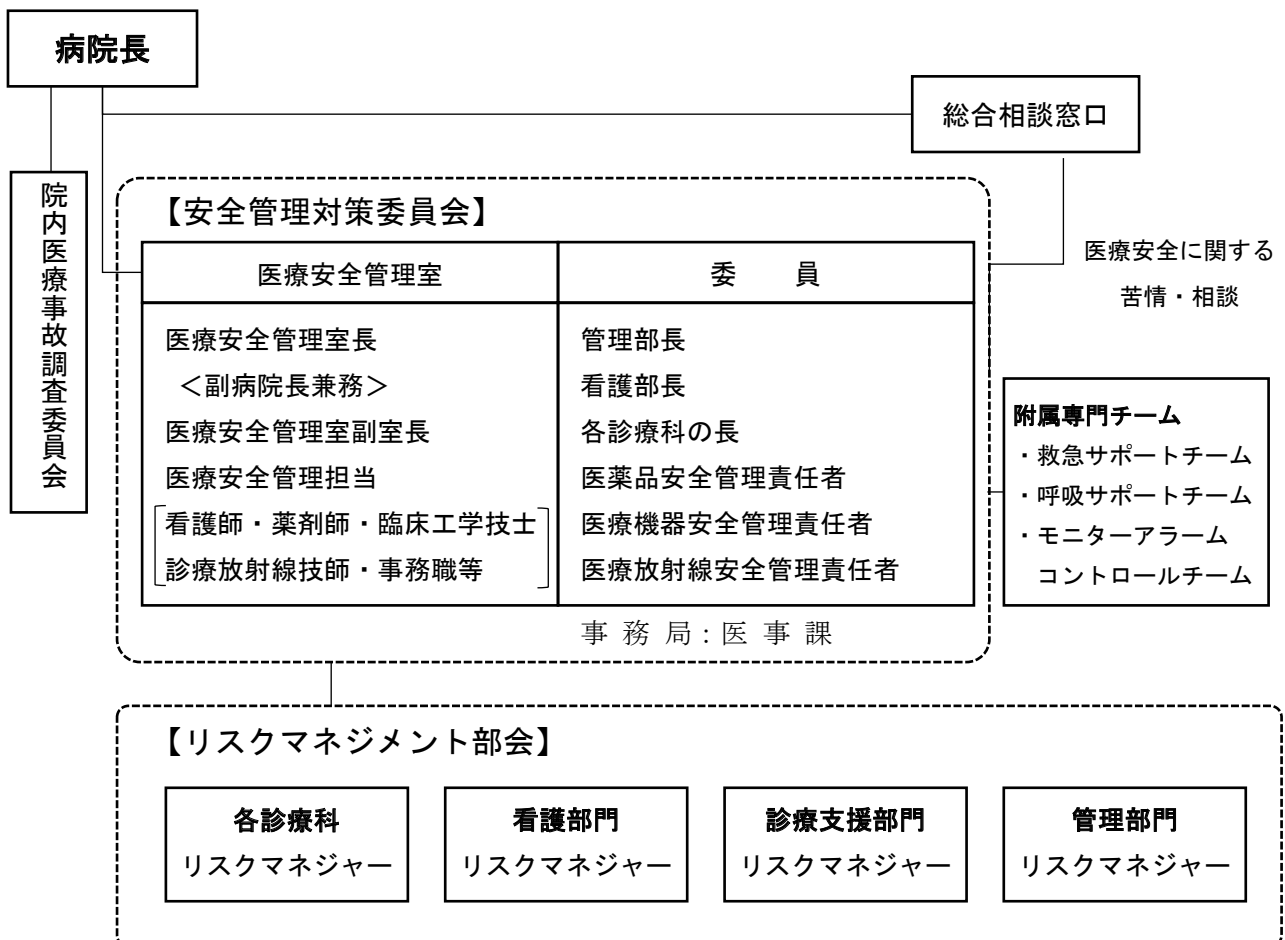 病院長
総合相談窓口
院内医療事故調査委員会
【安全管理対策委員会】
医療安全管理室
委　　員
医療安全管理室長
＜副病院長兼務＞
医療安全管理室副室長
医療安全管理担当
看護師・薬剤師・臨床工学技士
診療放射線技師・事務職等
管理部長
看護部長
各診療科の長
医薬品安全管理責任者
医療機器安全管理責任者
医療放射線安全管理責任者
事 務 局：医 事 課
医療安全に関する
苦情・相談
附属専門チーム
・救急サポートチーム
・呼吸サポートチーム
・モニターアラーム
コントロールチーム
【リスクマネジメント部会】
各診療科
リスクマネジャー
看護部門
リスクマネジャー
診療支援部門
リスクマネジャー
管理部門
リスクマネジャー